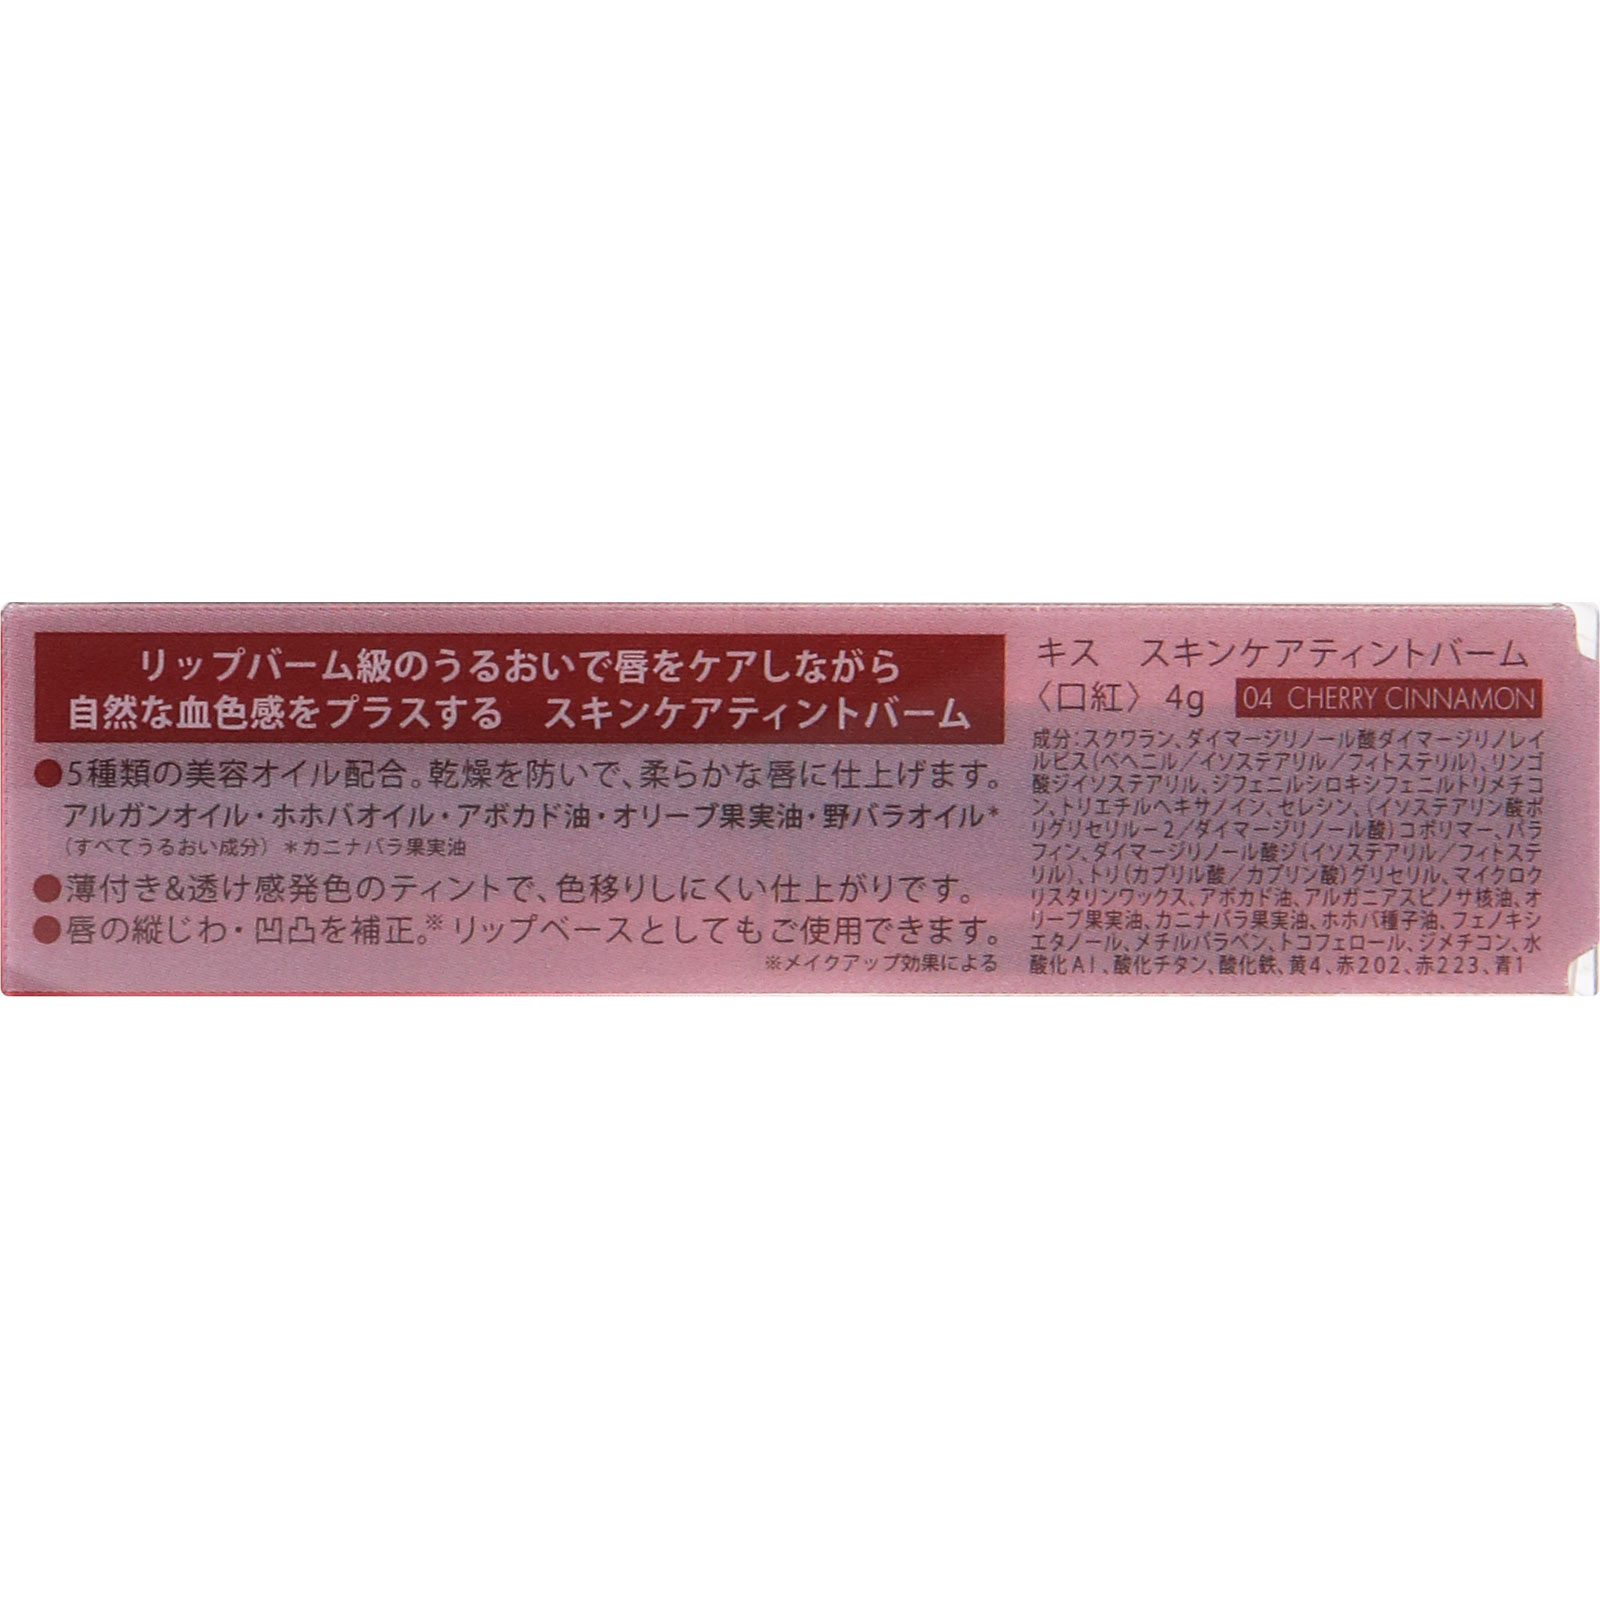 リップバーム級のうるおいで唇をケアしながら
自然な血色感をプラスする　スキンケアティントバーム
●5種類の美容オイル配合。乾燥を防いで、柔らかな唇に仕上げます。
アルガンオイル・ホホバオイル・アボカド油・オリーブ果実油・野バラオイル*
（すべてうるおい成分）＊カニナバラ果実油
●薄付き&透け感発色のティントで、色移りしにくい仕上がりです。
●唇の縦じわ・凹凸を補正。※リップベースとしてもご使用できます。
※メイクアップ効果による
キス　スキンケアティントバーム
〈口紅〉 4g　04 CHERRY CINNAMON
成分：スクワラン、ダイマージリノール酸ダイマージリノレイ
ルビス（ベヘニル／イソステアリル／フィトステリル）、リンゴ
酸ジイソステアリル、ジフェニルシロキシフェニルトリメチコ
ン、トリエチルヘキサノイン、セレシン、（イソステアリン酸ポ
リグリセリル－2／ダイマージリノール酸）コポリマー、パラ
フィン、ダイマージリノール酸ジ（イソステアリル／フィトステ
リル）、トリ（カプリル酸／カプリン酸）グリセリル、マイクロク
リスタリンワックス、アボカド油、アルガニアスピノサ核油、オ
リーブ果実油、カニナバラ果実油、ホホバ種子油、フェノキシ
エタノール、メチルパラベン、トコフェロール、ジメチコン、水
酸化Al、酸化チタン、酸化鉄、黄4、赤202、赤223、青1